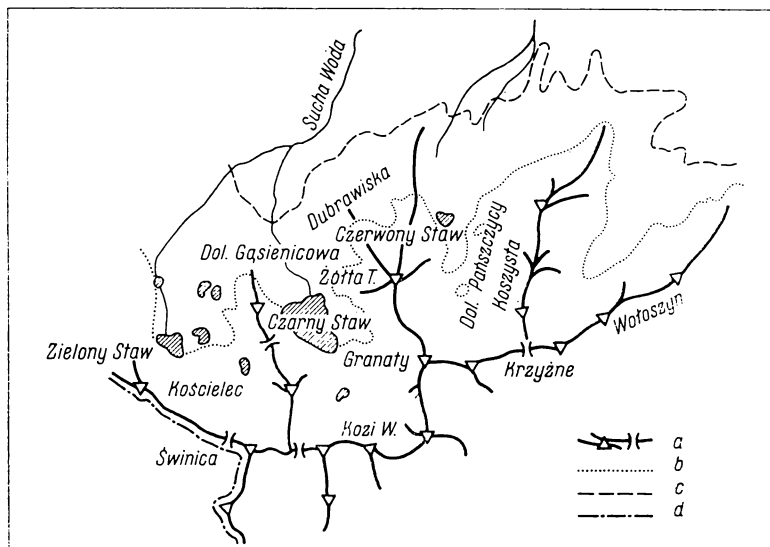 Sucha Woda
Dubrawiska
Czerwony Staw
Dol. Gąsienicowa
Żółta T.
Dol. Pańszczycy
Koszysta
Czarny Staw
Wołoszyn
Zielony Staw
Granaty
Kościelec
Krzyżne
Kozi W.
Świnica
a
b
c
d